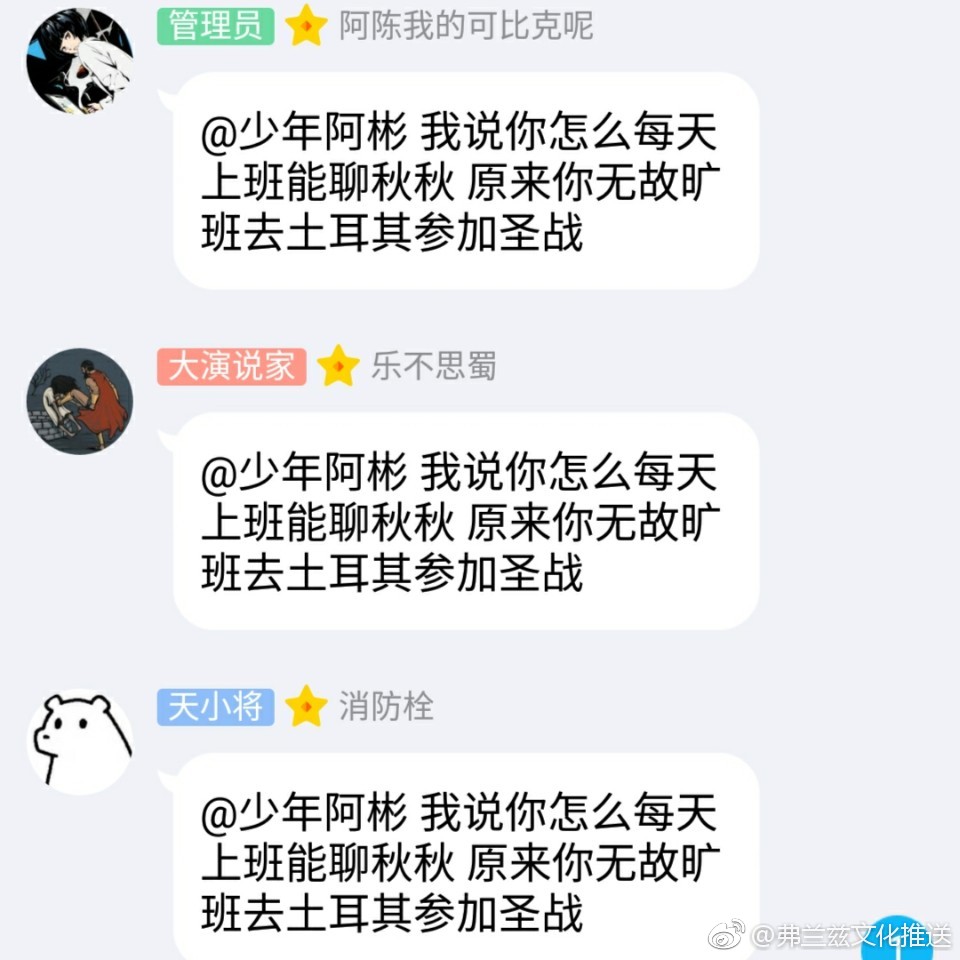 管理员 阿陈我的可比克呢
@少年阿彬 我说你怎么每天
上班能聊秋秋 原来你无故旷
班去土耳其参加圣战
大演说家 乐不思蜀
@少年阿彬 我说你怎么每天
上班能聊秋秋 原来你无故旷
班去土耳其参加圣战
天小将 消防栓
@少年阿彬 我说你怎么每天
上班能聊秋秋 原来你无故旷
班去土耳其参加圣战
@弗兰兹文化推送